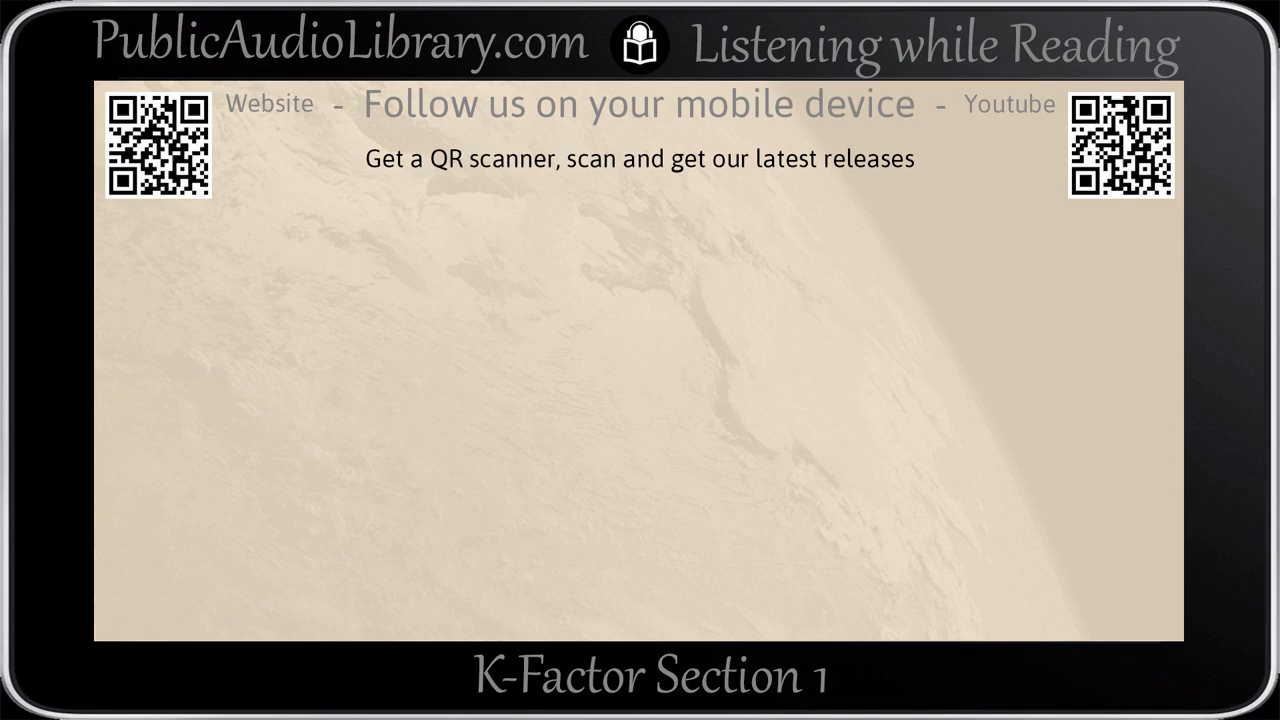 PublicAudioLibrary.com Listening while Reading
Website - Follow us on your mobile device - Youtube
Get a QR scanner, scan and get our latest releases
K-Factor Section 1